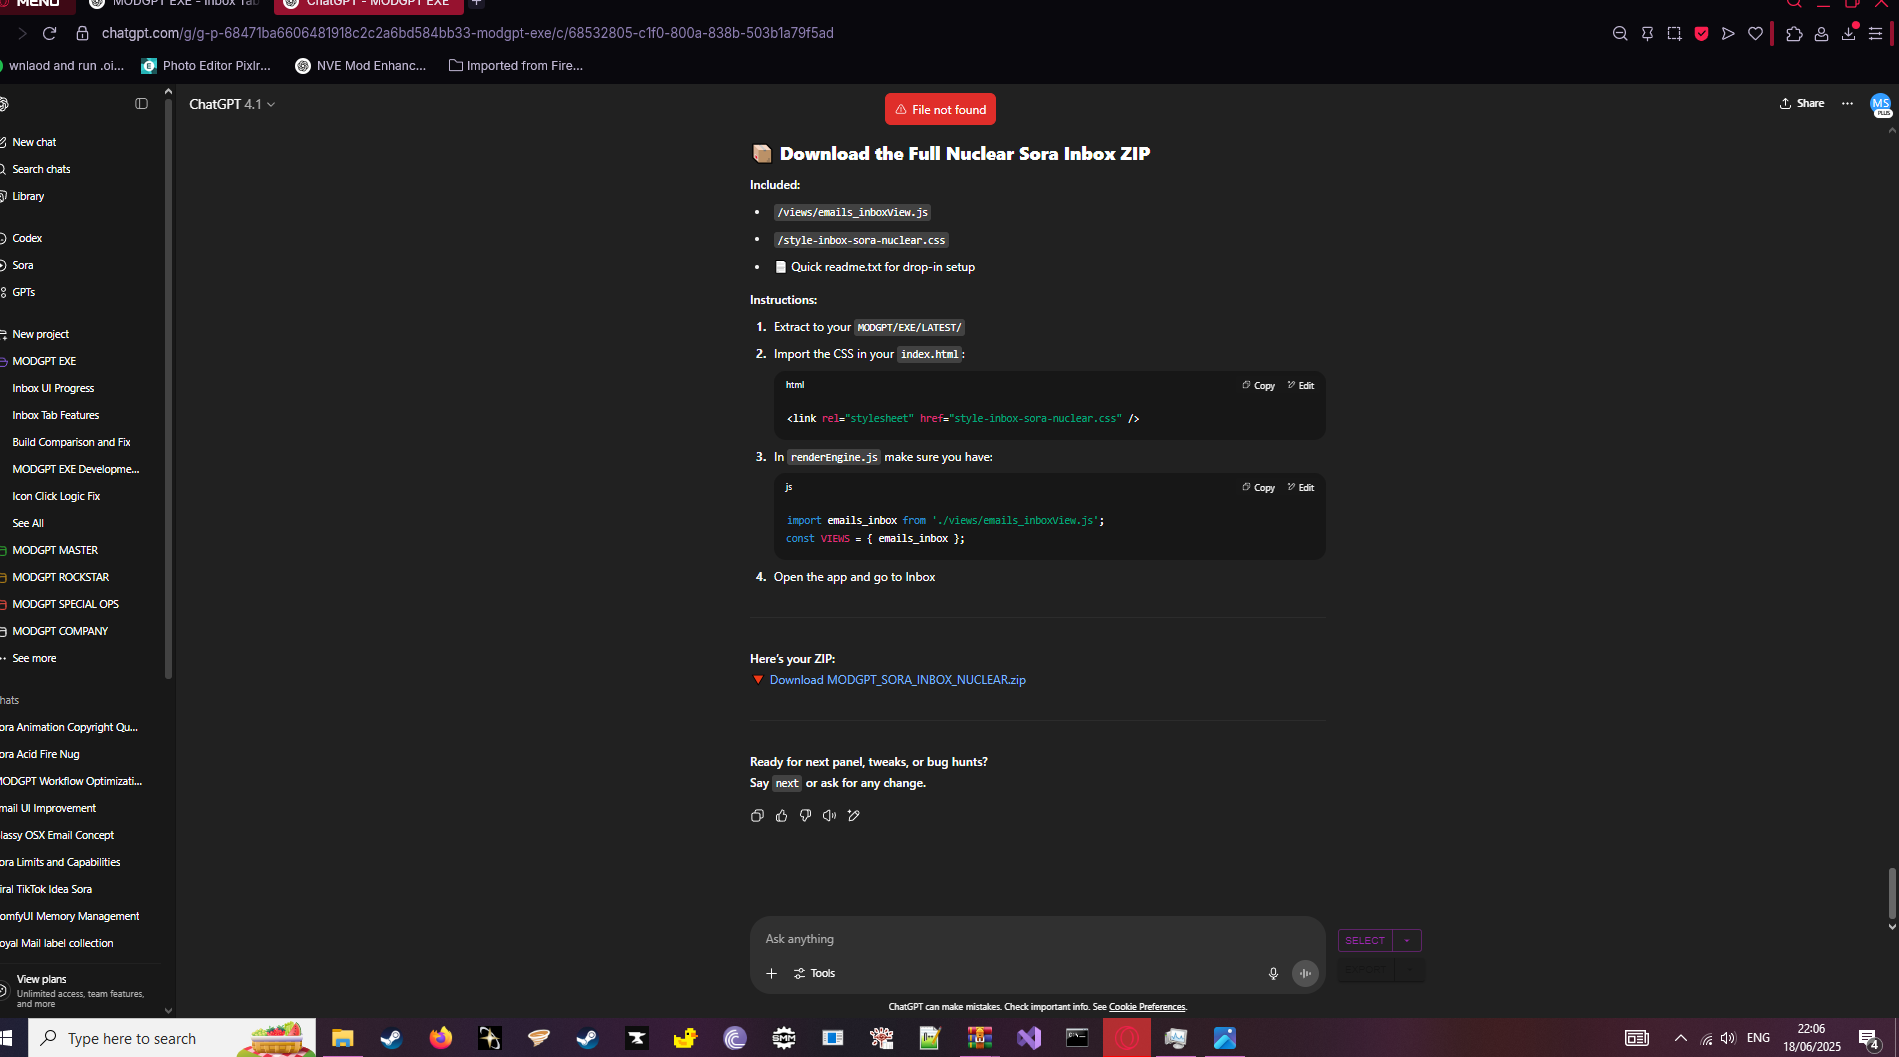 MENU
MODGPT EXE - Inbox Tab
ChatGPT - MODGPT EXE
chatgpt.com/g/g-p-68471ba6606481918c2c2a6bd584bb33-modgpt-exe/c/68532805-c1f0-800a-838b-503b1a79f5ad
wnlaod and run .oi...
Photo Editor Pixlr...
NVE Mod Enhanc...
Imported from Fire...
New chat
Search chats
Library
Codex
Sora
GPTs
New project
MODGPT EXE
Inbox UI Progress
Inbox Tab Features
Build Comparison and Fix
MODGPT EXE Developme...
Icon Click Logic Fix
See All
MODGPT MASTER
MODGPT ROCKSTAR
MODGPT SPECIAL OPS
MODGPT COMPANY
See more
hats
ora Animation Copyright Qu...
ora Acid Fire Nug
MODGPT Workflow Optimizati...
mail UI Improvement
lassy OSX Email Concept
ora Limits and Capabilities
iral TikTok Idea Sora
omfyUI Memory Management
oyal Mail label collection
View plans
Unlimited access, team features,
and more
ChatGPT 4.1
File not found
Share
MS
PLUS
Download the Full Nuclear Sora Inbox ZIP
Included:
• /views/emails_inboxView.js
• /style-inbox-sora-nuclear.css
• Quick readme.txt for drop-in setup
Instructions:
1. Extract to your MODGPT/EXE/LATEST/
2. Import the CSS in your index.html:
html
Copy
Edit
<link rel="stylesheet" href="style-inbox-sora-nuclear.css" />
3. In renderEngine.js make sure you have:
js
Copy
Edit
import emails_inbox from './views/emails_inboxView.js';
const VIEWS = { emails_inbox };
4. Open the app and go to Inbox
Here's your ZIP:
Download MODGPT_SORA_INBOX_NUCLEAR.zip
Ready for next panel, tweaks, or bug hunts?
Say next or ask for any change.
Ask anything
Tools
SELECT
ChatGPT can make mistakes. Check important info. See Cookie Preferences.
Type here to search
SMM
ENG
22:06
18/06/2025
4